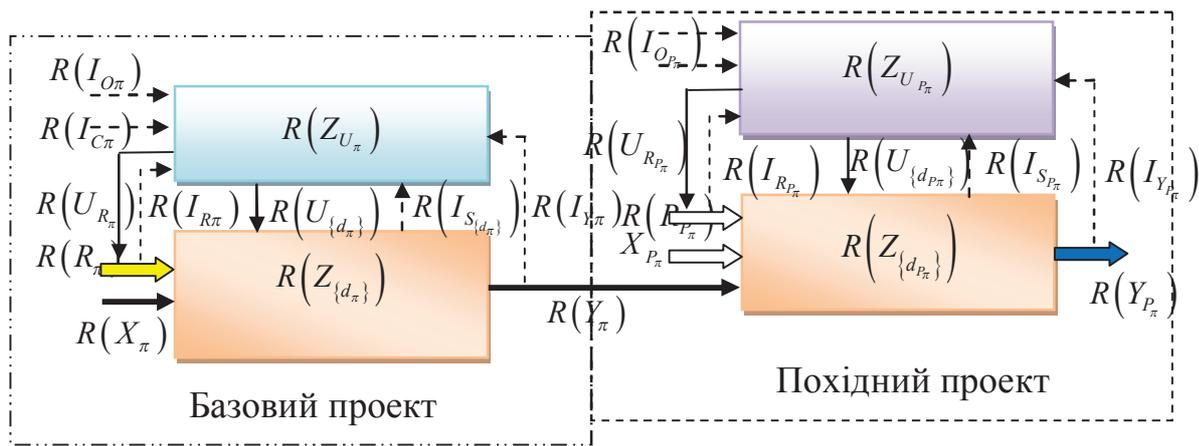 R(I_{Oπ})
R(I_{Cπ})
R(Z_{U_π})
R(U_{R_π})
R(I_{Rπ})
R(U_{\{d_π\}})
R(I_{S_{\{d_π\}}})
R(I_{Yπ})
R(R_π
R(Z_{\{d_π\}})
R(X_π)
R(Y_π)
Базовий проект
R(I_{O_{P_π}})
R(Z_{U_{P_π}})
R(U_{R_{P_π}})
R(I_{R_{P_π}})
R(U_{\{d_{Pπ}\}})
R(I_{S_{P_π}})
R(I_{Y_{P_π}})
R(R_{P_π})
X_{P_π}
R(Z_{\{d_{P_π}\}})
R(Y_{P_π})
Похідний проект